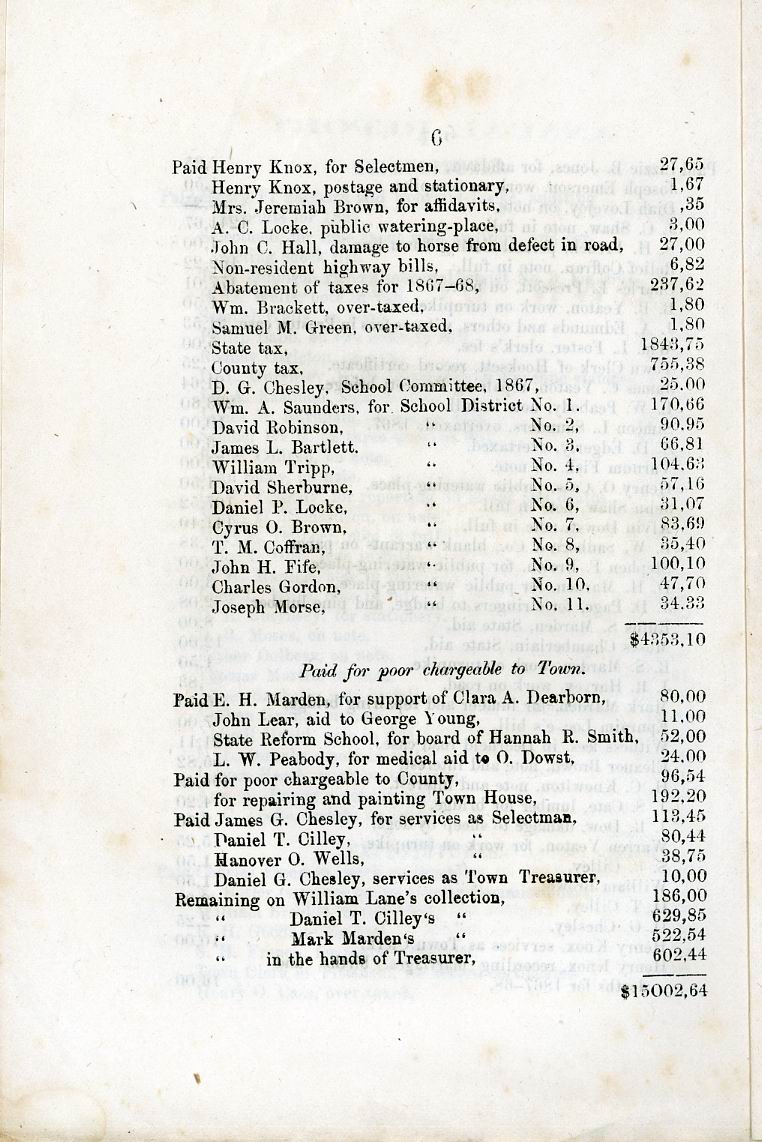 6
Paid Henry Knox, for Selectmen, 27,65
Henry Knox, postage and stationary, 1,67
Mrs. Jeremiah Brown, for affidavits, ,35
A. C. Locke, public watering-place, 3,00
John C. Hall, damage to horse from defect in road, 27,00
Non-resident highway bills, 6,82
Abatement of taxes for 1867-68, 237,62
Wm. Brackett, over-taxed, 1,80
Samuel M. Green, over-taxed, 1,80
State tax, 1843,75
County tax, 755,38
D. G. Chesley, School Committee, 1867, 25.00
Wm. A. Saunders, for School District No. 1. 170,66
David Robinson, “ No. 2, 90,95
James L. Bartlett. “ No. 3, 66,81
William Tripp, “ No. 4, 104,63
David Sherburne, “ No. 5, 57,16
Daniel P. Locke, “ No. 6, 31,07
Cyrus O. Brown, “ No. 7, 83,69
T. M. Coffran, “ No. 8, 35,40
John H. Fife, “ No. 9, 100,10
Charles Gordon, “ No. 10, 47,70
Joseph Morse, “ No. 11. 34.33
$4353,10
Paid for poor chargeable to Town.
Paid E. H. Marden, for support of Clara A. Dearborn, 80,00
John Lear, aid to George Young, 11,00
State Reform School, for board of Hannah R. Smith, 52,00
L. W. Peabody, for medical aid to O. Dowst, 24,00
Paid for poor chargeable to County, 96,54
for repairing and painting Town House, 192,20
Paid James G. Chesley, for services as Selectman, 113,45
Daniel T. Cilley, “ 80,44
Hanover O. Wells, “ 38,75
Daniel G. Chesley, services as Town Treasurer, 10,00
Remaining on William Lane's collection, 186,00
“ Daniel T. Cilley‘s “ 629,85
“ Mark Marden‘s “ 522,54
“ in the hands of Treasurer, 602,44
$15002,64